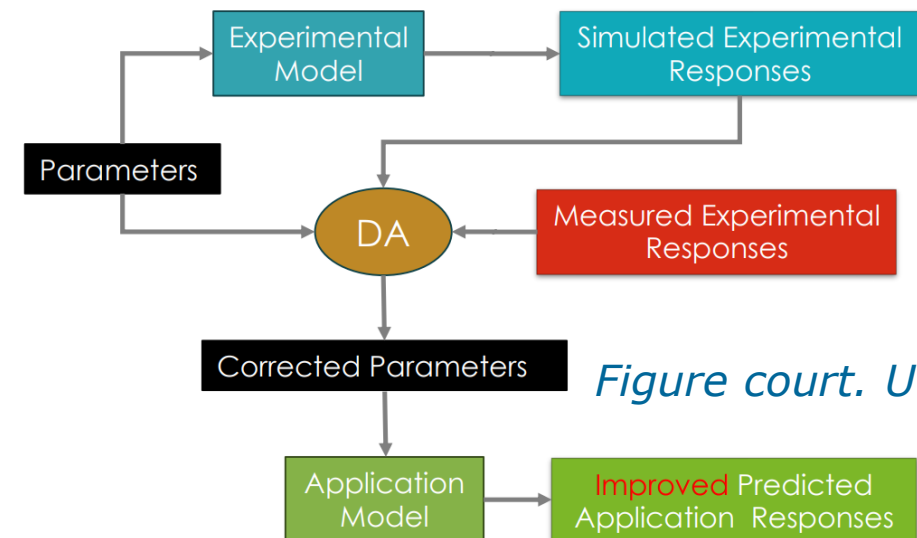 Experimental
Model
Simulated Experimental
Responses
Parameters
DA
Measured Experimental
Responses
Corrected Parameters
Figure court. U
Application
Model
Improved Predicted
Application Responses